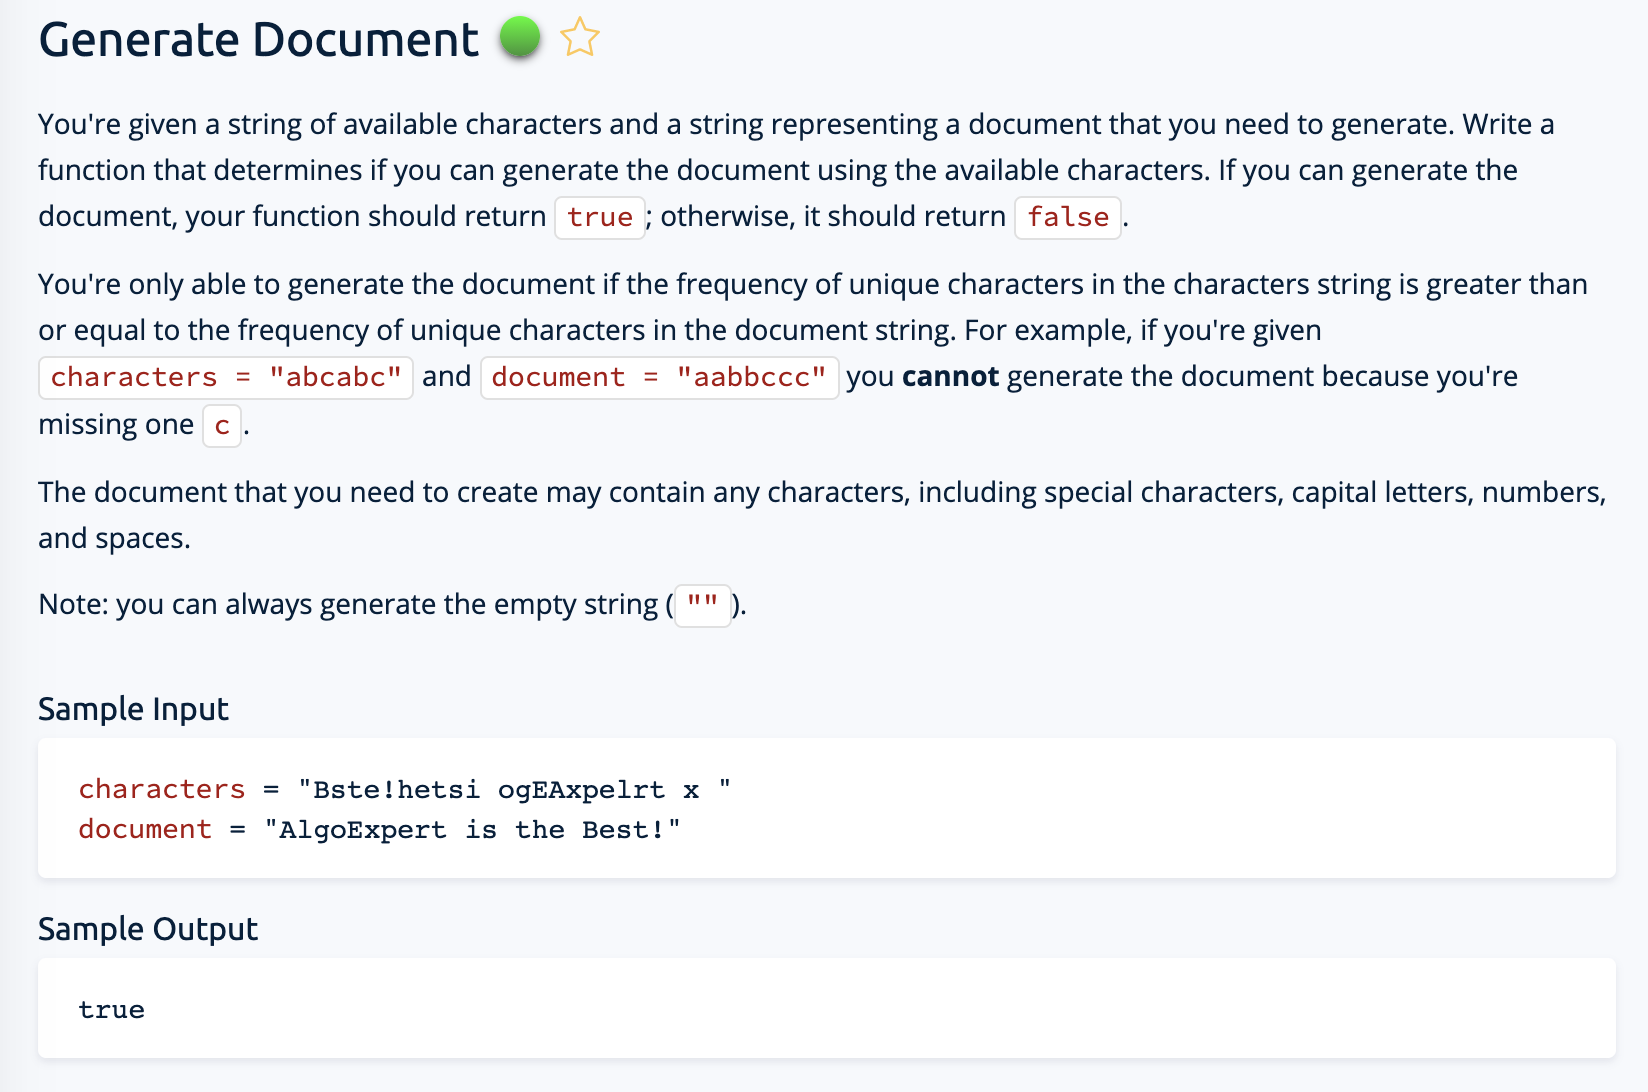 Generate Document
You're given a string of available characters and a string representing a document that you need to generate. Write a
function that determines if you can generate the document using the available characters. If you can generate the
document, your function should return true; otherwise, it should return false.
You're only able to generate the document if the frequency of unique characters in the characters string is greater than
or equal to the frequency of unique characters in the document string. For example, if you're given
characters = "abcabc" and document = "aabbccc" you cannot generate the document because you're
missing one c.
The document that you need to create may contain any characters, including special characters, capital letters, numbers,
and spaces.
Note: you can always generate the empty string ("").
Sample Input
characters = "Bste!hetsi ogEAxpelrt x "
document = "AlgoExpert is the Best!"
Sample Output
true